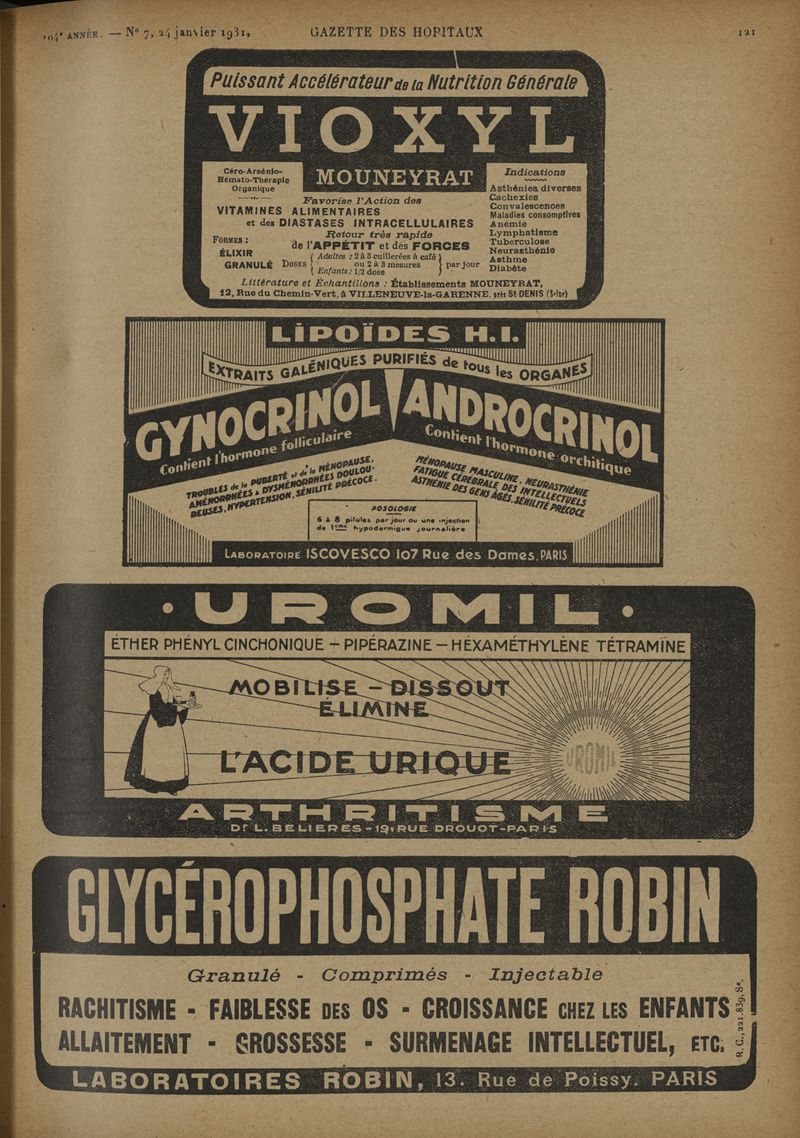 104e ANNÉE. — No 7, 24 janvier 1931. GAZETTE DES HOPITAUX 121
Puissant Accélérateur de la Nutrition Générale
VIOXYL
MOUNEYRAT
Céro-Arsénio-
Hémato-Thérapie
Organique
Favorise l'Action des
VITAMINES ALIMENTAIRES
et des DIASTASES INTRACELLULAIRES
Retour très rapide
de l'APPÉTIT et des FORCES
FORMES :
ÉLIXIR
GRANULÉ
DOSES
Adultes : 2 à 3 cuillerées à café
ou 2 à 3 mesures
Enfants : 1/2 dose
par jour
Indications
Asthénies diverses
Cachexies
Convalescences
Maladies consomptives
Anémie
Lymphatisme
Tuberculose
Neurasthénie
Asthme
Diabète
Littérature et Échantillons : Établissements MOUNEYRAT,
12, Rue du Chemin-Vert, à VILLENEUVE-la-GARENNE, près St-DENIS (Seine)
LIPOÏDES H.I.
EXTRAITS GALÉNIQUES PURIFIÉS de tous les ORGANES
GYNOCRINOL
Contient l'hormone folliculaire
TROUBLES de la PUBERTÉ et de la MÉNOPAUSE.
AMÉNORRHÉES & DYSMÉNORRHÉES DOULOU-
REUSES, HYPERTENSION, SÉNILITÉ PRÉCOCE.
ANDROCRINOL
Contient l'hormone orchitique
MÉNOPAUSE MASCULINE, NEURASTHÉNIE
FATIGUE CÉRÉBRALE DES INTELLECTUELS
ASTHÉNIE DES GENS AGÉS, SÉNILITÉ PRÉCOCE
POSOLOGIE
6 à 8 pilules par jour ou une injection
de 1cmc hypodermique journalière
LABORATOIRE ISCOVESCO 107 Rue des Dames, PARIS
• UROMIL •
ÉTHER PHÉNYL CINCHONIQUE — PIPÉRAZINE — HÉXAMÉTHYLÈNE TÉTRAMINE
MOBILISE — DISSOUT
ÉLIMINE
L'ACIDE URIQUE
UROMIL
ARTHRITISME
Dr L. BELIERES - 19, RUE DROUOT - PARIS
GLYCÉROPHOSPHATE ROBIN
Granulé - Comprimés - Injectable
RACHITISME - FAIBLESSE DES OS - CROISSANCE CHEZ LES ENFANTS
ALLAITEMENT - GROSSESSE - SURMENAGE INTELLECTUEL, ETC.
R. C., 221.839, Se.
LABORATOIRES ROBIN, 13. Rue de Poissy. PARIS